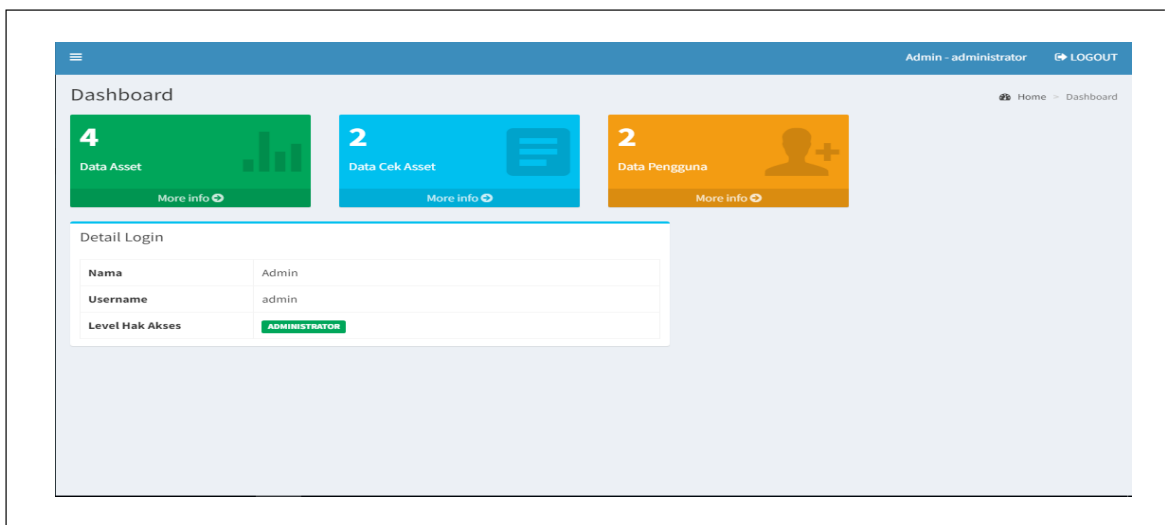 Admin - administrator LOGOUT
Dashboard
Home > Dashboard
4
Data Asset
More info
2
Data Cek Asset
More info
2
Data Pengguna
More info
Detail Login
Nama Admin
Username admin
Level Hak Akses ADMINISTRATOR